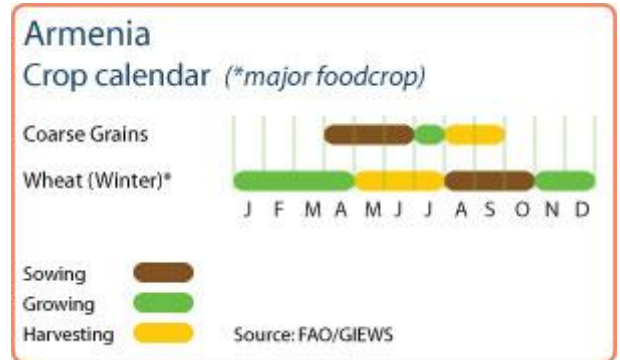 Armenia
Crop calendar (*major foodcrop)
Coarse Grains
Wheat (Winter)*
J F M A M J J A S O N D
Sowing
Growing
Harvesting
Source: FAO/GIEWS